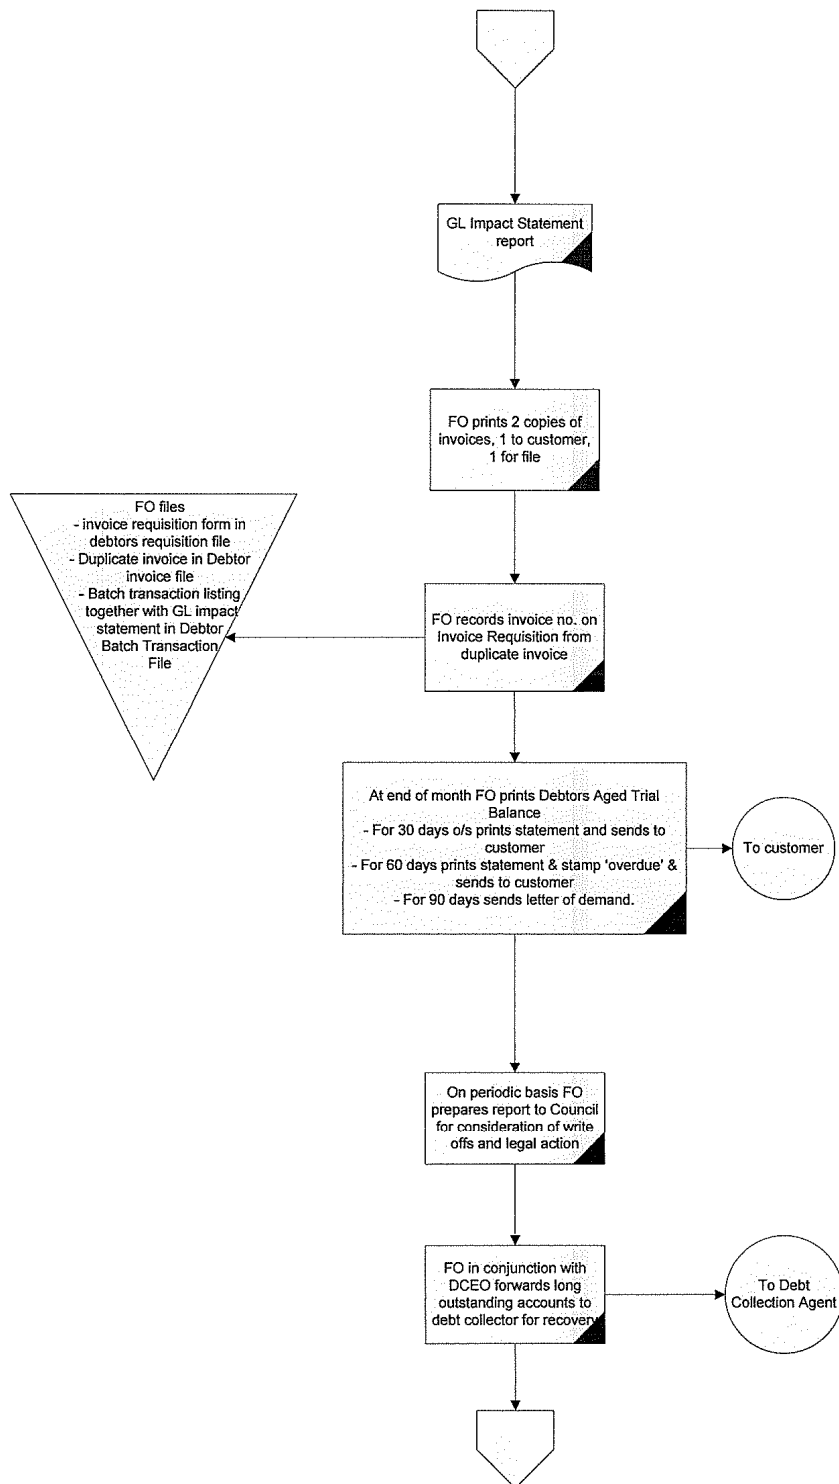 GL Impact Statement
report
FO prints 2 copies of
invoices, 1 to customer,
1 for file
FO files
- invoice requisition form in
debtors requisition file
- Duplicate invoice in Debtor
invoice file
- Batch transaction listing
together with GL impact
statement in Debtor
Batch Transaction
File
FO records invoice no. on
Invoice Requisition from
duplicate invoice
At end of month FO prints Debtors Aged Trial
Balance
- For 30 days o/s prints statement and sends to
customer
- For 60 days prints statement & stamp 'overdue' &
sends to customer
- For 90 days sends letter of demand.
To customer
On periodic basis FO
prepares report to Council
for consideration of write
offs and legal action
FO in conjunction with
DCEO forwards long
outstanding accounts to
debt collector for recovery
To Debt
Collection Agent